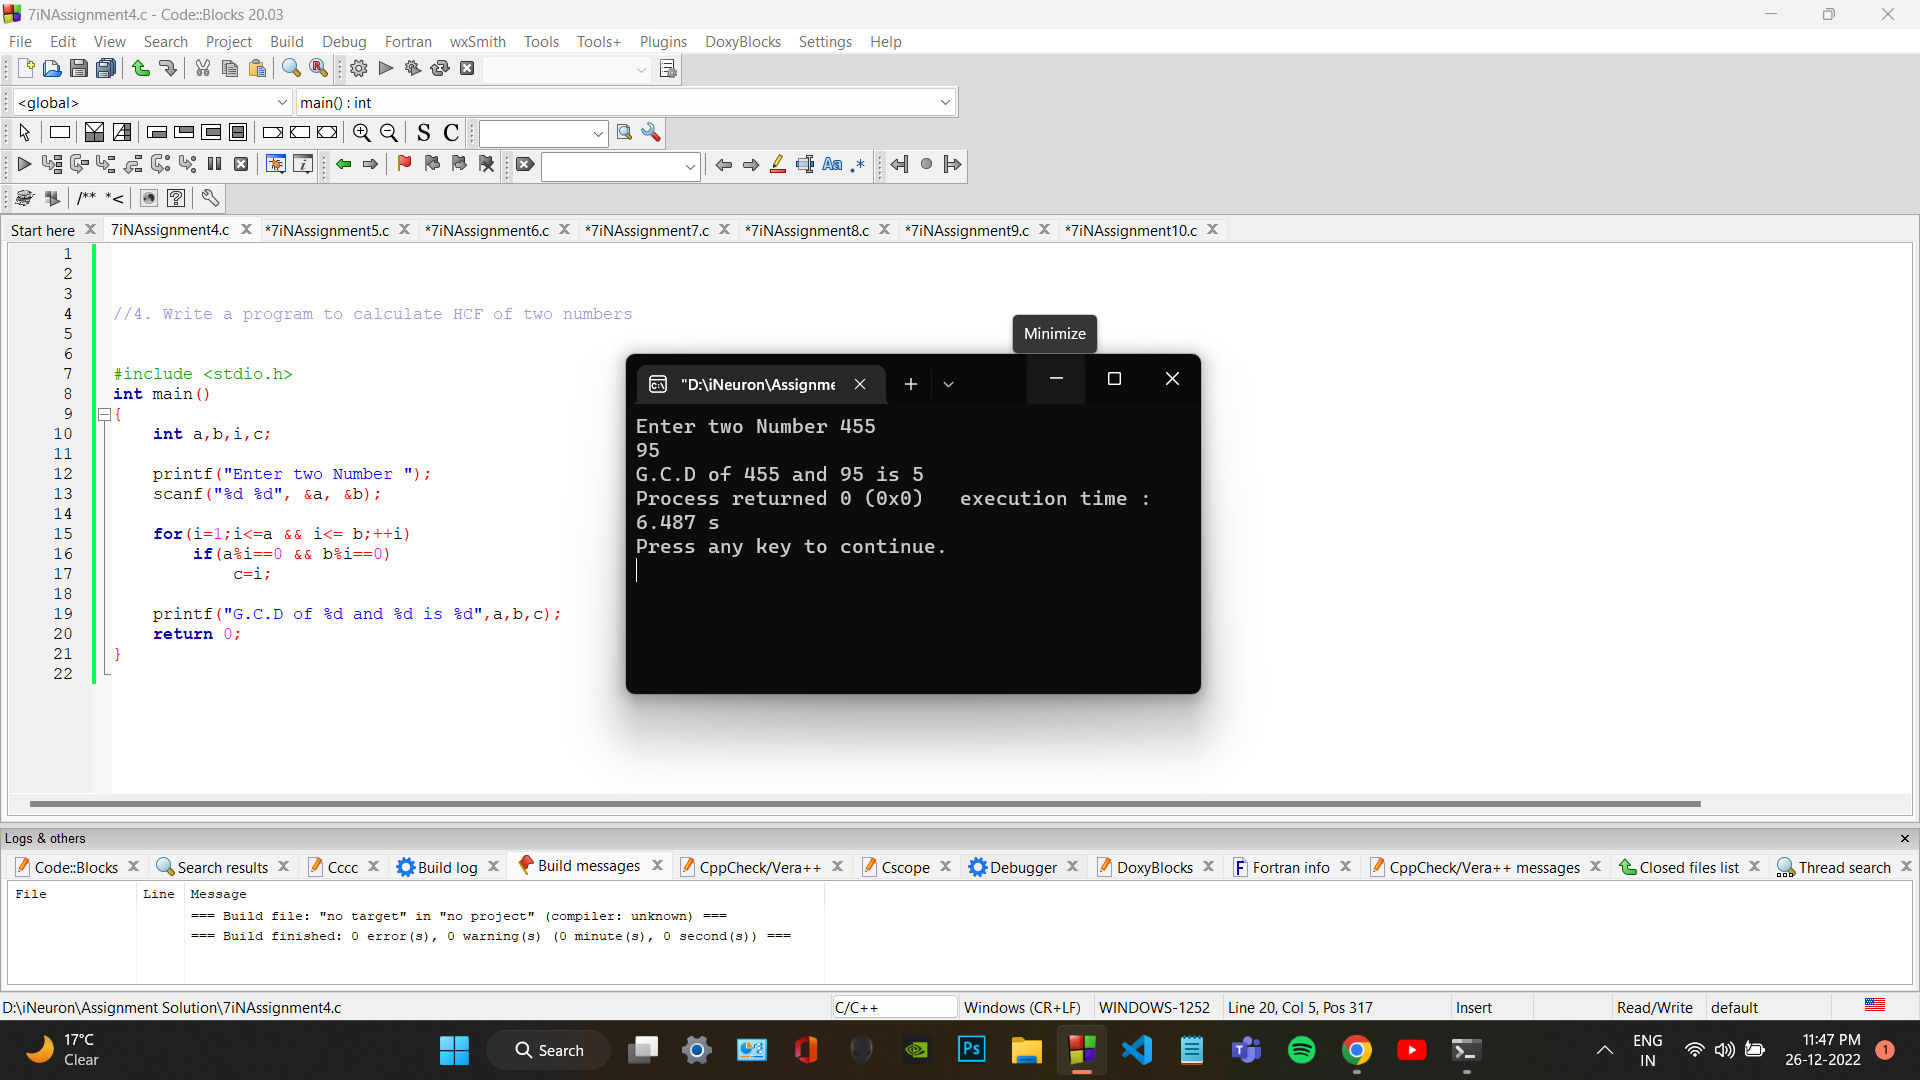 7iNAssignment4.c - Code::Blocks 20.03
File Edit View Search Project Build Debug Fortran wxSmith Tools Tools+ Plugins DoxyBlocks Settings Help
<global> main() : int
S C
Aa .*
/** *<
Start here 7iNAssignment4.c *7iNAssignment5.c *7iNAssignment6.c *7iNAssignment7.c *7iNAssignment8.c *7iNAssignment9.c *7iNAssignment10.c
1
2
3
4 //4. Write a program to calculate HCF of two numbers
5
6
7 #include <stdio.h>
8 int main()
9 {
10 int a,b,i,c;
11
12 printf("Enter two Number ");
13 scanf("%d %d", &a, &b);
14
15 for(i=1;i<=a && i<= b;++i)
16 if(a%i==0 && b%i==0)
17 c=i;
18
19 printf("G.C.D of %d and %d is %d",a,b,c);
20 return 0;
21 }
22
Minimize
"D:\iNeuron\Assignme
Enter two Number 455
95
G.C.D of 455 and 95 is 5
Process returned 0 (0x0) execution time :
6.487 s
Press any key to continue.
Logs & others
Code::Blocks Search results Cccc Build log Build messages CppCheck/Vera++ Cscope Debugger DoxyBlocks Fortran info CppCheck/Vera++ messages Closed files list Thread search
File Line Message
=== Build file: "no target" in "no project" (compiler: unknown) ===
=== Build finished: 0 error(s), 0 warning(s) (0 minute(s), 0 second(s)) ===
D:\iNeuron\Assignment Solution\7iNAssignment4.c C/C++ Windows (CR+LF) WINDOWS-1252 Line 20, Col 5, Pos 317 Insert Read/Write default
17°C
Clear
Search
Ps
ENG
IN
11:47 PM
26-12-2022
1